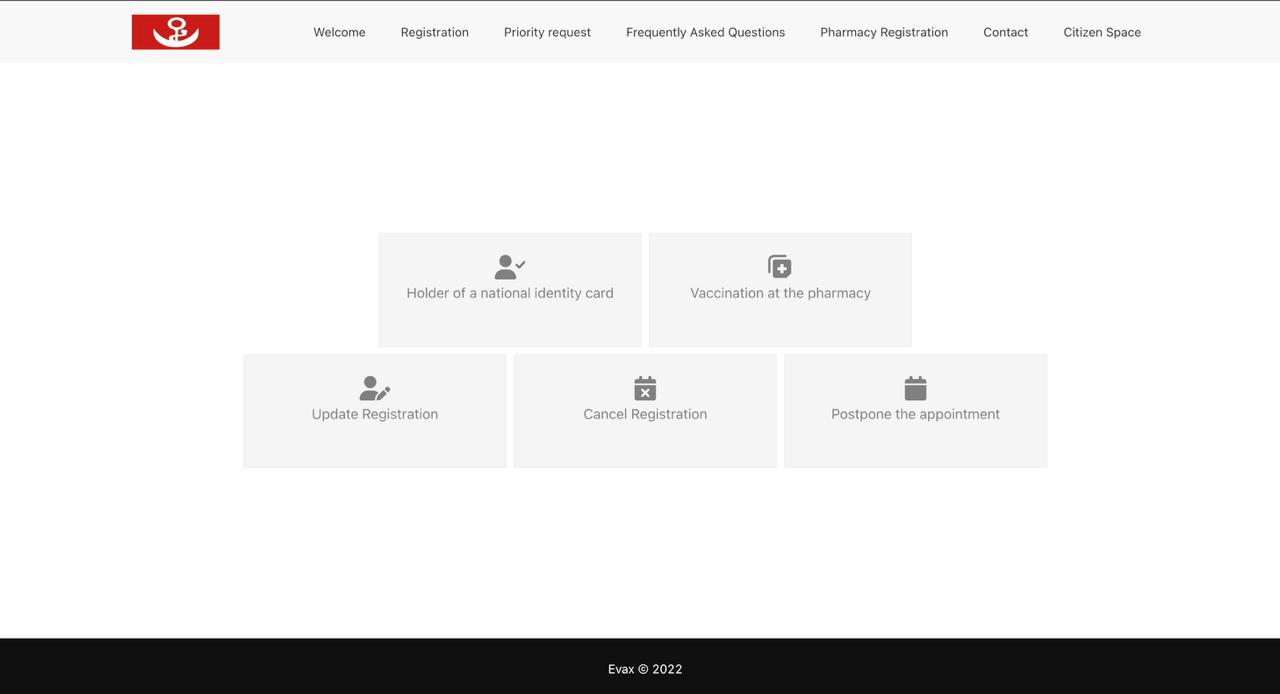 Welcome Registration Priority request Frequently Asked Questions Pharmacy Registration Contact Citizen Space
Holder of a national identity card
Vaccination at the pharmacy
Update Registration
Cancel Registration
Postpone the appointment
Evax © 2022